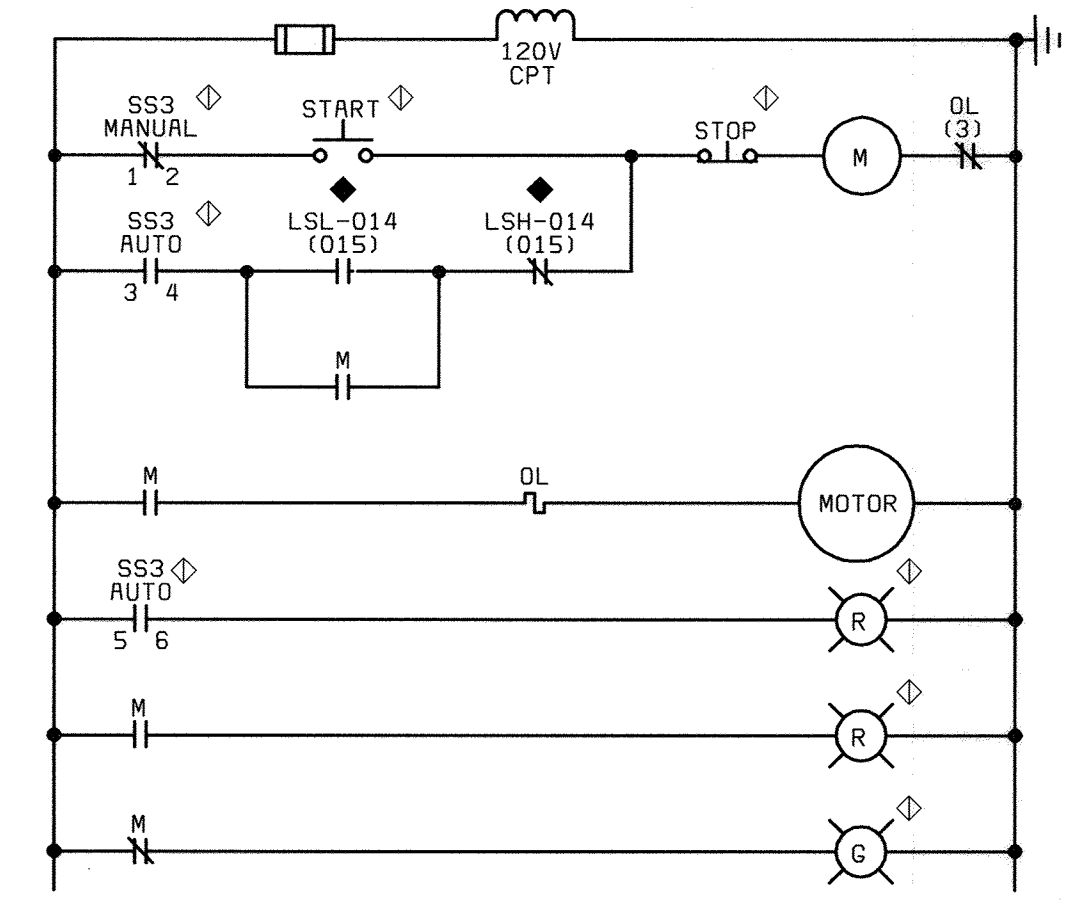 120V
CPT
SS3
MANUAL
1 2
START
STOP
M
OL
(3)
SS3
AUTO
3 4
LSL-014
(015)
LSH-014
(015)
M
M
OL
MOTOR
SS3
AUTO
5 6
R
M
R
M
G